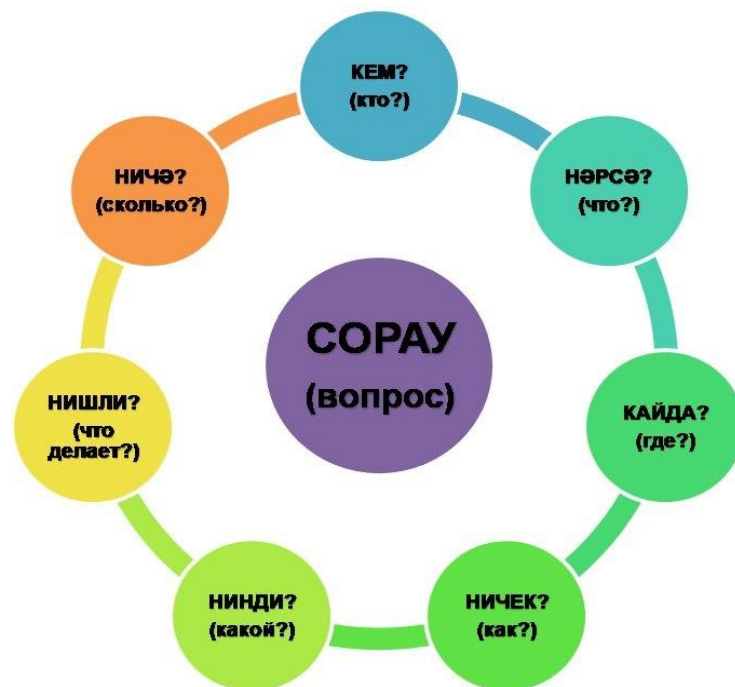 КЕМ?
(кто?)
НӘРСӘ?
(что?)
КАЙДА?
(где?)
НИЧЕК?
(как?)
НИНДИ?
(какой?)
НИШЛИ?
(что
делает?)
НИЧӘ?
(сколько?)
СОРАУ
(вопрос)